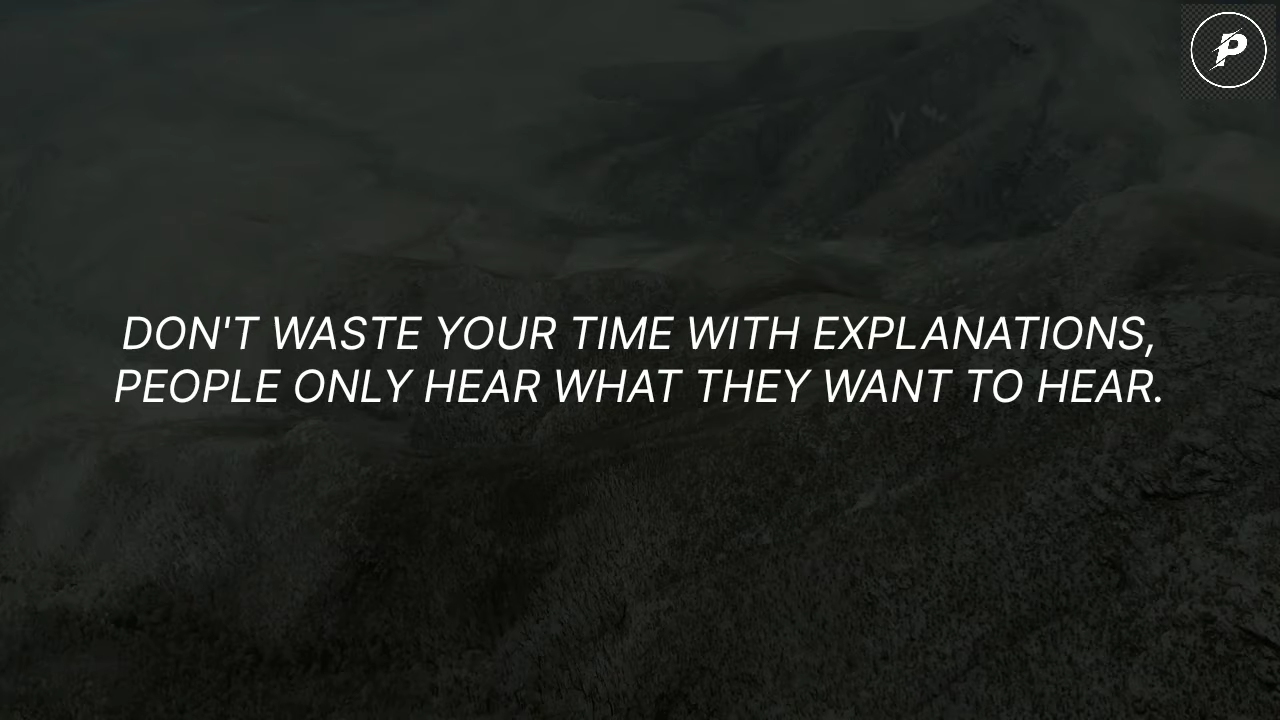 P
DON'T WASTE YOUR TIME WITH EXPLANATIONS,
PEOPLE ONLY HEAR WHAT THEY WANT TO HEAR.